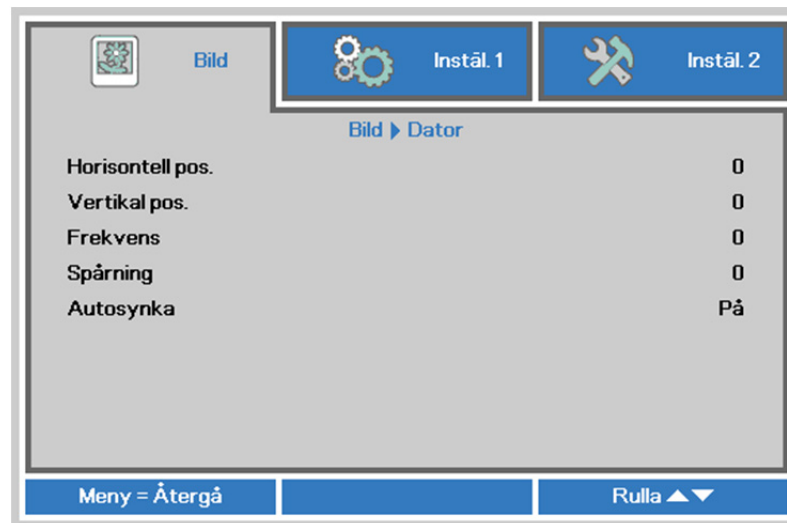 Bild
Instäl. 1
Instäl. 2
Bild ▶ Dator
Horisontell pos. 0
Vertikal pos. 0
Frekvens 0
Spårning 0
Autosynka På
Meny = Återgå
Rulla ▲▼